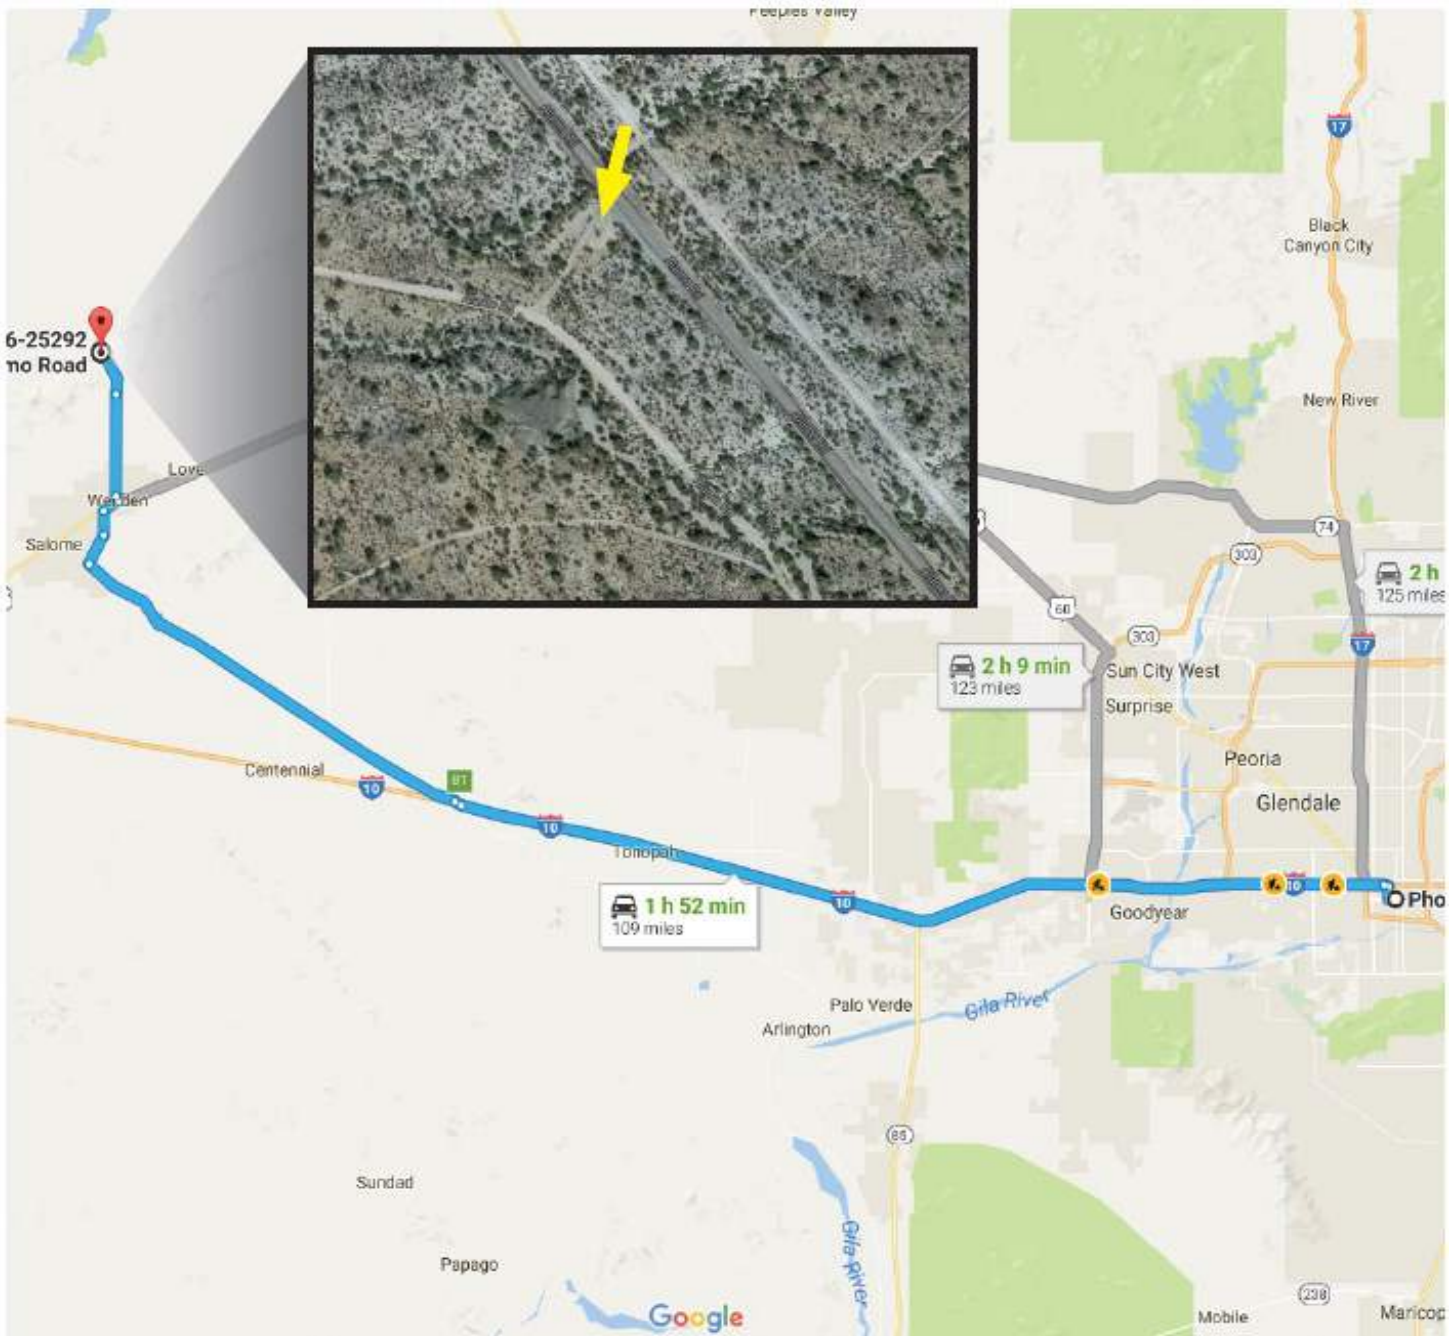 Peeples Valley
17
Black
Canyon City
6-25292
mo Road
New River
Love
Wenden
Salome
74
303
2 h
125 miles
60
303
17
2 h 9 min
123 miles
Sun City West
Surprise
Peoria
Centennial
10
81
Glendale
10
Tonopah
1 h 52 min
109 miles
10
10
Pho
Goodyear
Palo Verde
Gila River
Arlington
85
Sundad
Gila River
Papago
Google
238
Mobile
Maricop